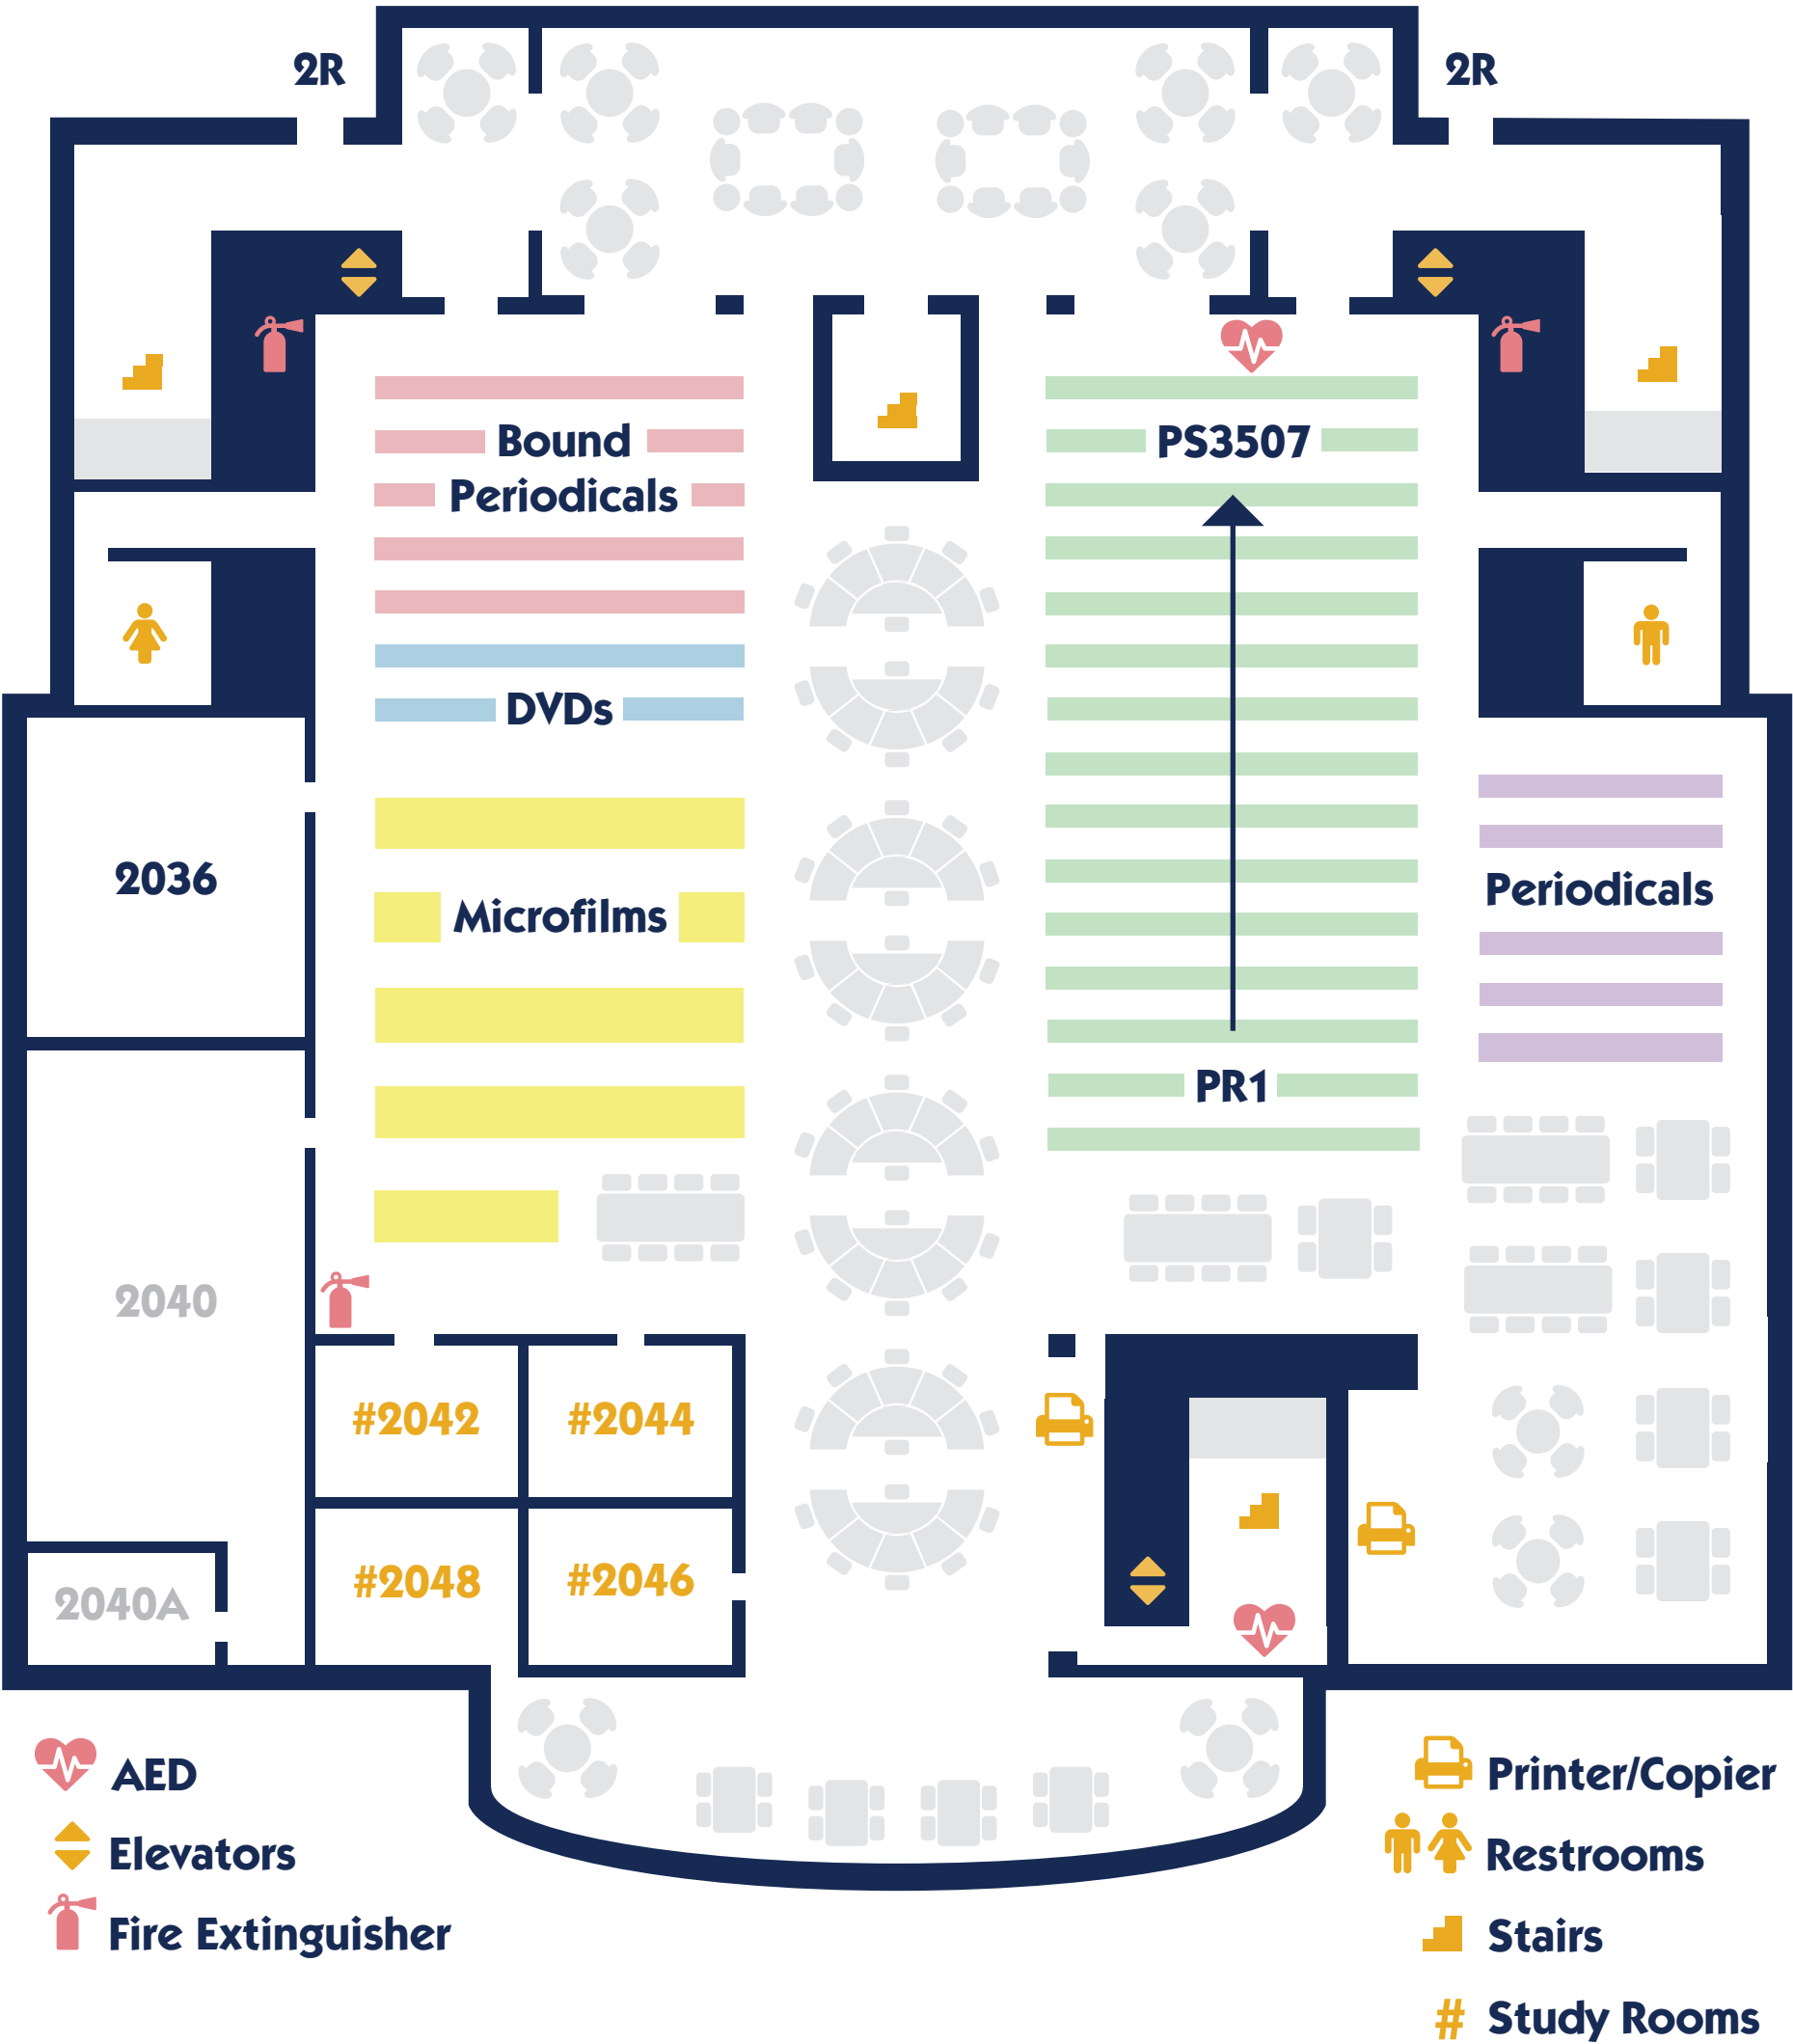 2R
2R
Bound
Periodicals
PS3507
DVDs
2036
Microfilms
Periodicals
PR1
2040
#2042
#2044
2040A
#2048
#2046
AED
Elevators
Fire Extinguisher
Printer/Copier
Restrooms
Stairs
# Study Rooms